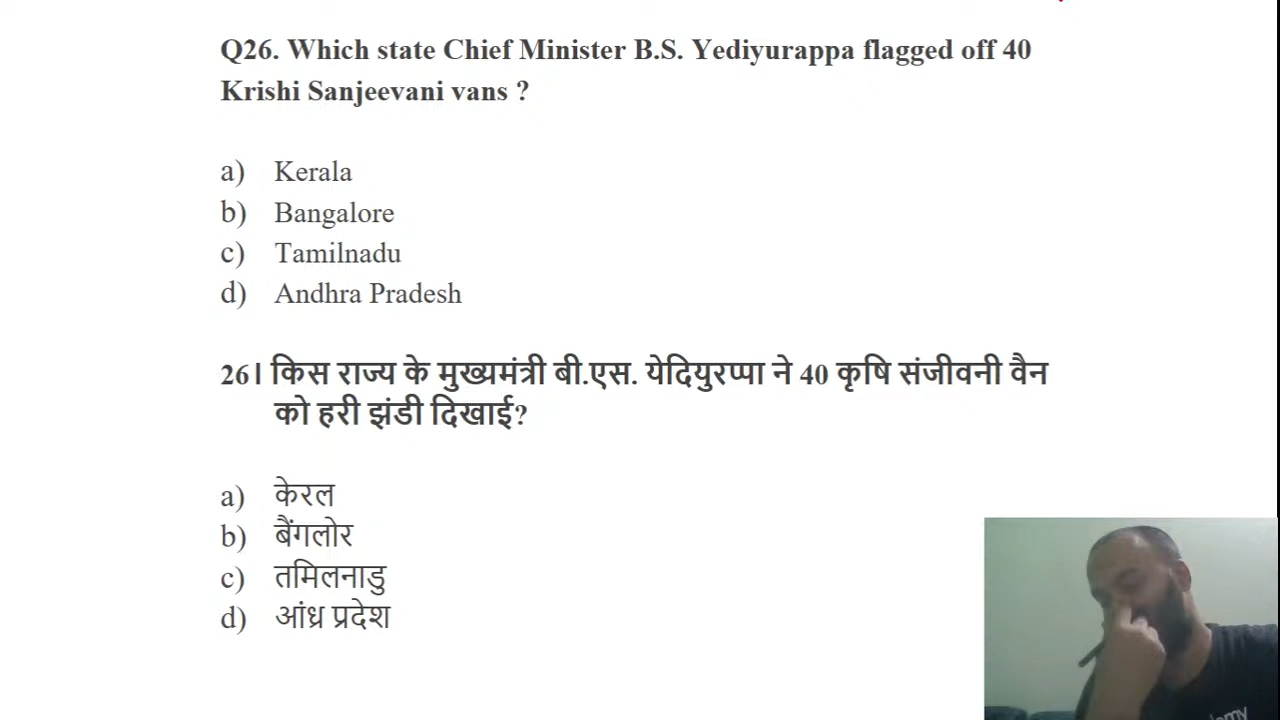 Q26. Which state Chief Minister B.S. Yediyurappa flagged off 40
Krishi Sanjeevani vans ?
a) Kerala
b) Bangalore
c) Tamilnadu
d) Andhra Pradesh
26। किस राज्य के मुख्यमंत्री बी.एस. येदियुरप्पा ने 40 कृषि संजीवनी वैन
को हरी झंडी दिखाई?
a) केरल
b) बैंगलोर
c) तमिलनाडु
d) आंध्र प्रदेश